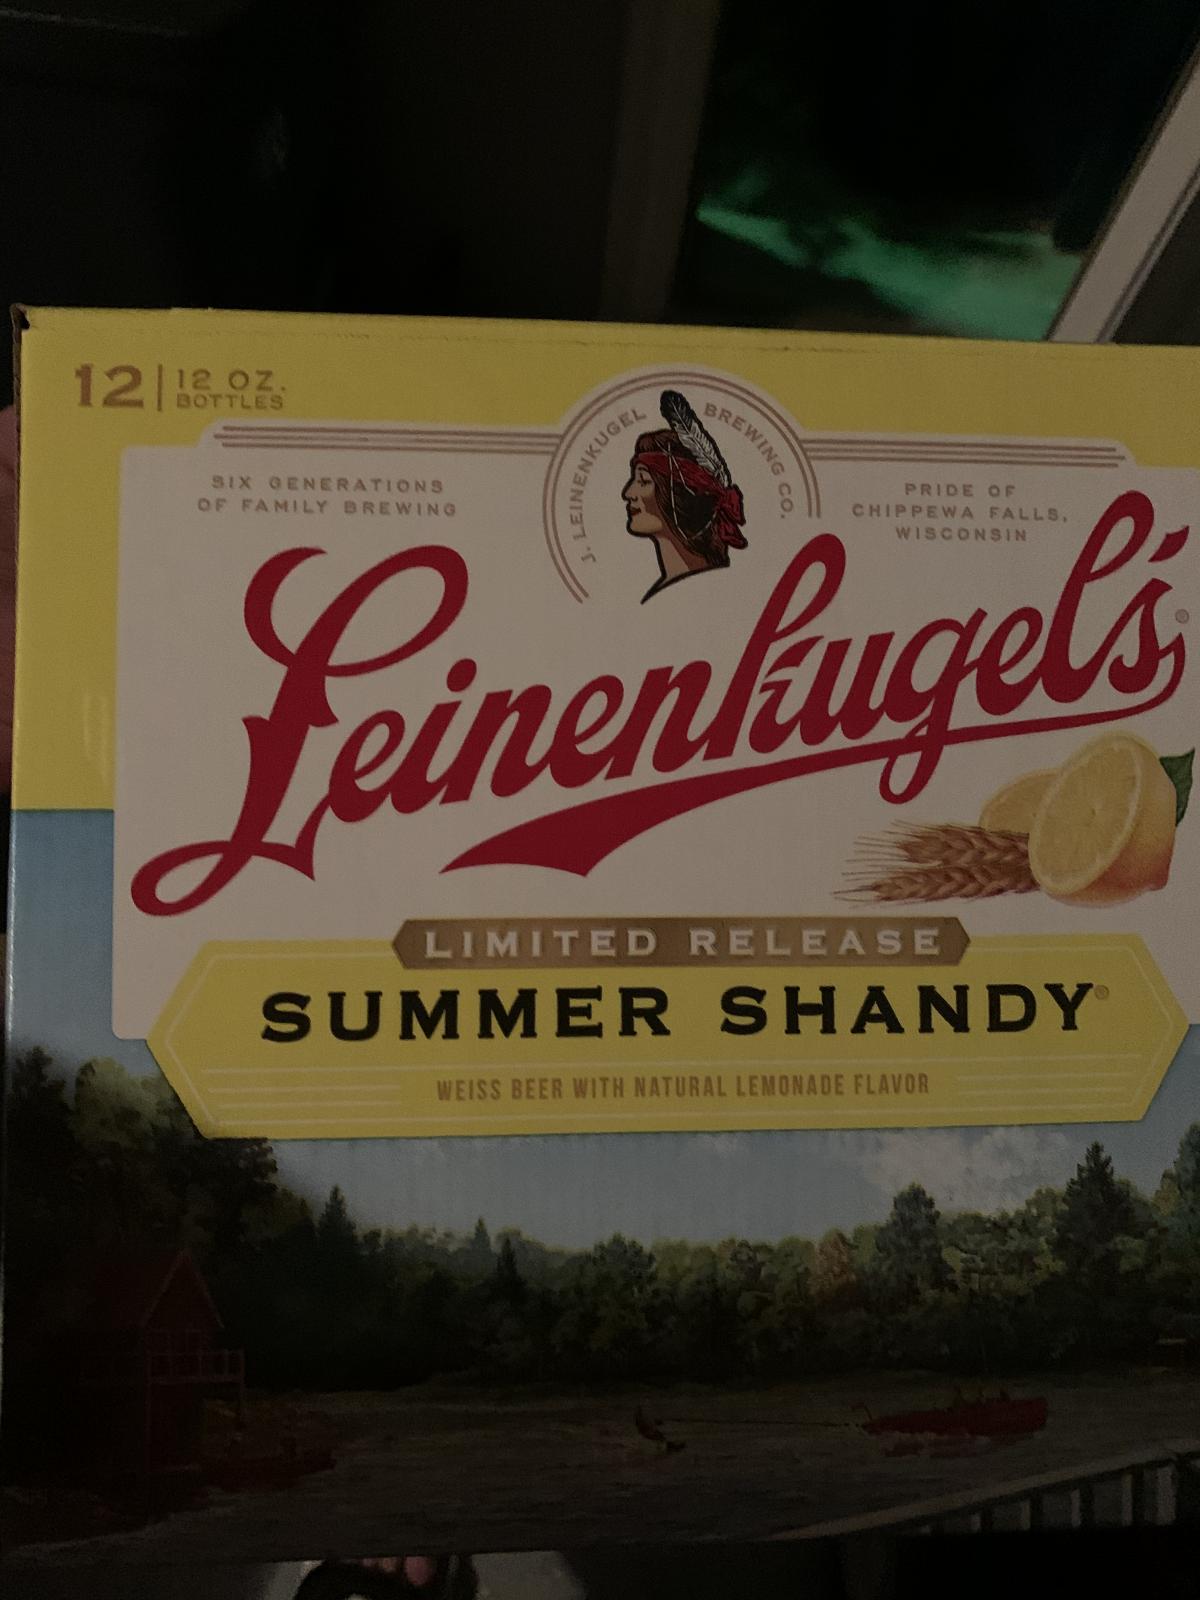 12 | 12 OZ.
BOTTLES
J. LEINENKUGEL BREWING CO.
SIX GENERATIONS
OF FAMILY BREWING
PRIDE OF
CHIPPEWA FALLS,
WISCONSIN
Leinenkugel's®
LIMITED RELEASE
SUMMER SHANDY®
WEISS BEER WITH NATURAL LEMONADE FLAVOR